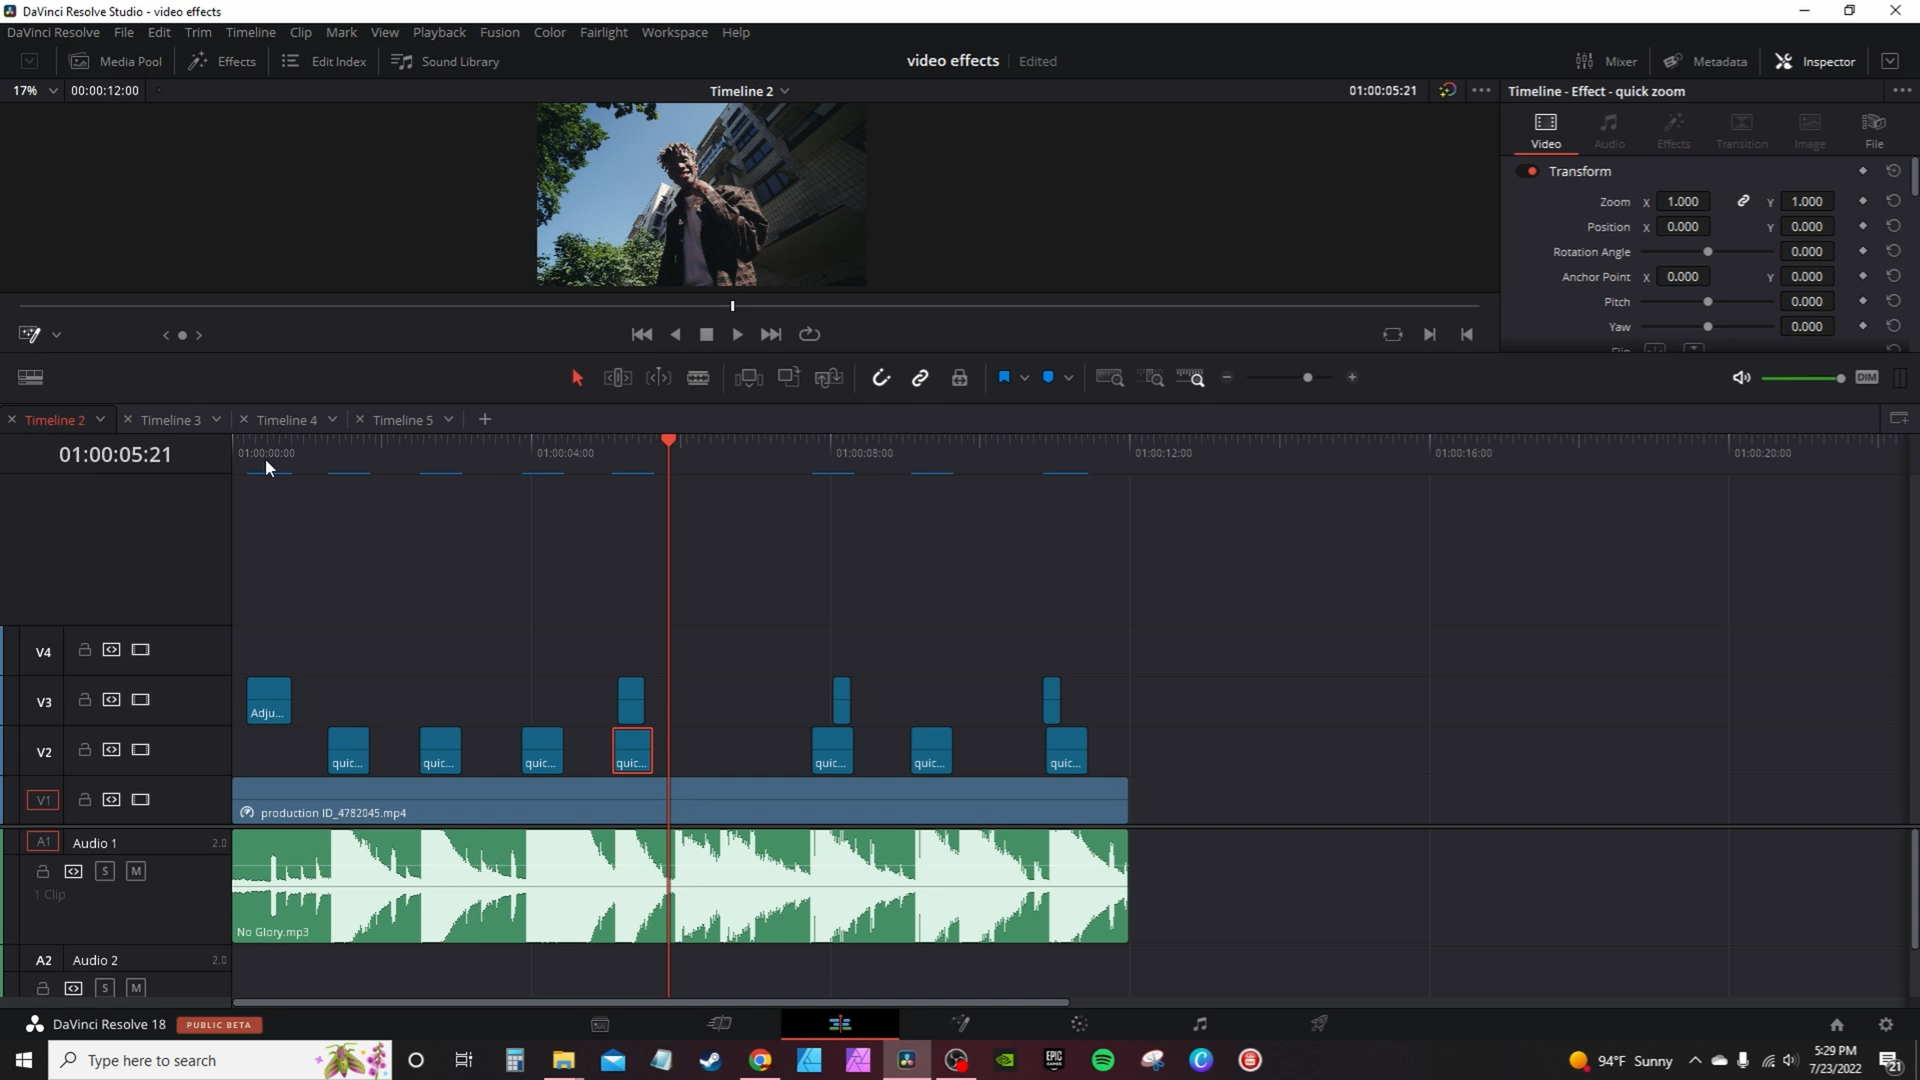 DaVinci Resolve Studio - video effects
DaVinci Resolve File Edit Trim Timeline Clip Mark View Playback Fusion Color Fairlight Workspace Help
Media Pool Effects Edit Index Sound Library video effects Edited Mixer Metadata Inspector
17% 00:00:12:00 Timeline 2 01:00:05:21 Timeline - Effect - quick zoom
Video Audio Effects Transition Image File
Transform
Zoom X 1.000 Y 1.000
Position X 0.000 Y 0.000
Rotation Angle 0.000
Anchor Point X 0.000 Y 0.000
Pitch 0.000
Yaw 0.000
DIM
Timeline 2 Timeline 3 Timeline 4 Timeline 5
01:00:05:21 01:00:00:00 01:00:04:00 01:00:08:00 01:00:12:00 01:00:16:00 01:00:20:00
V4
V3 Adju...
V2 quic... quic... quic... quic... quic... quic... quic...
V1 production ID_4782045.mp4
A1 Audio 1 2.0
S M
1 Clip
No Glory.mp3
A2 Audio 2 2.0
S M
DaVinci Resolve 18 PUBLIC BETA
Type here to search EPIC GAMES 94°F Sunny 5:29 PM
7/23/2022 21